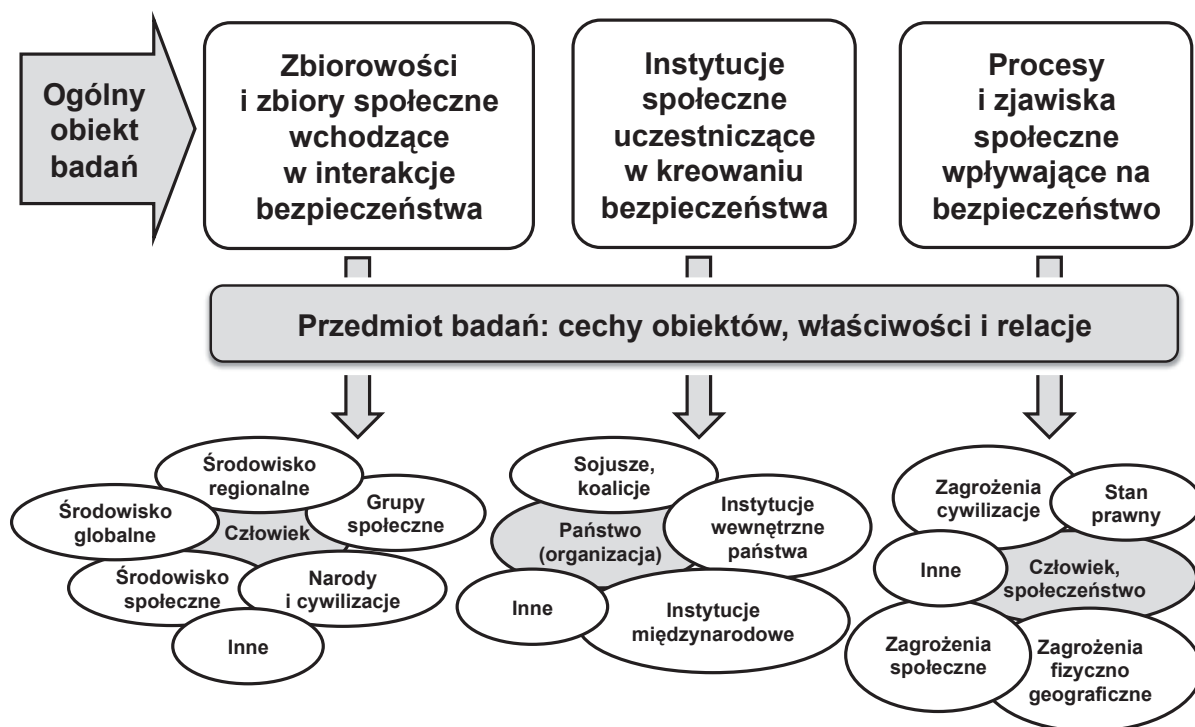 Ogólny
obiekt
badań
Zbiorowości
i zbiory społeczne
wchodzące
w interakcje
bezpieczeństwa
Instytucje
społeczne
uczestniczące
w kreowaniu
bezpieczeństwa
Procesy
i zjawiska
społeczne
wpływające na
bezpieczeństwo
Przedmiot badań: cechy obiektów, właściwości i relacje
Środowisko
regionalne
Środowisko
globalne
Człowiek
Grupy
społeczne
Środowisko
społeczne
Narody
i cywilizacje
Inne
Sojusze,
koalicje
Państwo
(organizacja)
Instytucje
wewnętrzne
państwa
Inne
Instytucje
międzynarodowe
Zagrożenia
cywilizacje
Stan
prawny
Inne
Człowiek,
społeczeństwo
Zagrożenia
społeczne
Zagrożenia
fizyczno
geograficzne